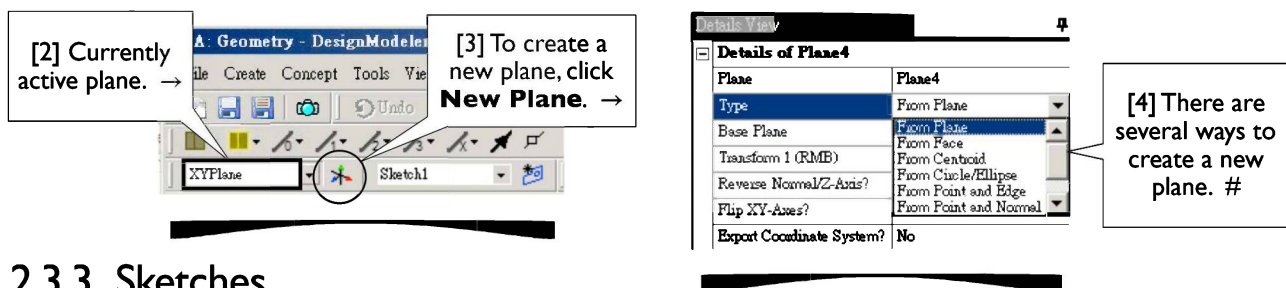 [2] Currently
active plane. →
A: Geometry - DesignModeler
File Create Concept Tools Vie
Undo
XYPlane
Sketch1
[3] To create a
new plane, click
New Plane. →
Details View
Details of Plane4
Plane Plane4
Type From Plane
Base Plane From Plane
From Face
Transform 1 (RMB) From Centroid
From Circle/Ellipse
Reverse Normal/Z-Axis? From Point and Edge
Flip XY-Axes? From Point and Normal
Export Coordinate System? No
[4] There are
several ways to
create a new
plane. #
2.3.3 Sketches